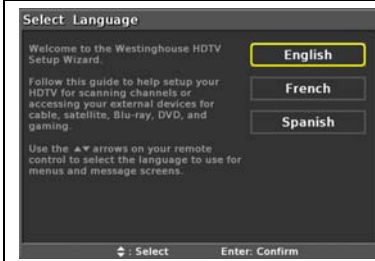 Select Language
Welcome to the Westinghouse HDTV
Setup Wizard.
Follow this guide to help setup your
HDTV for scanning channels or
accessing your external devices for
cable, satellite, Blu-ray, DVD, and
gaming.
Use the ▲▼ arrows on your remote
control to select the language to use for
menus and message screens.
English
French
Spanish
: Select Enter: Confirm